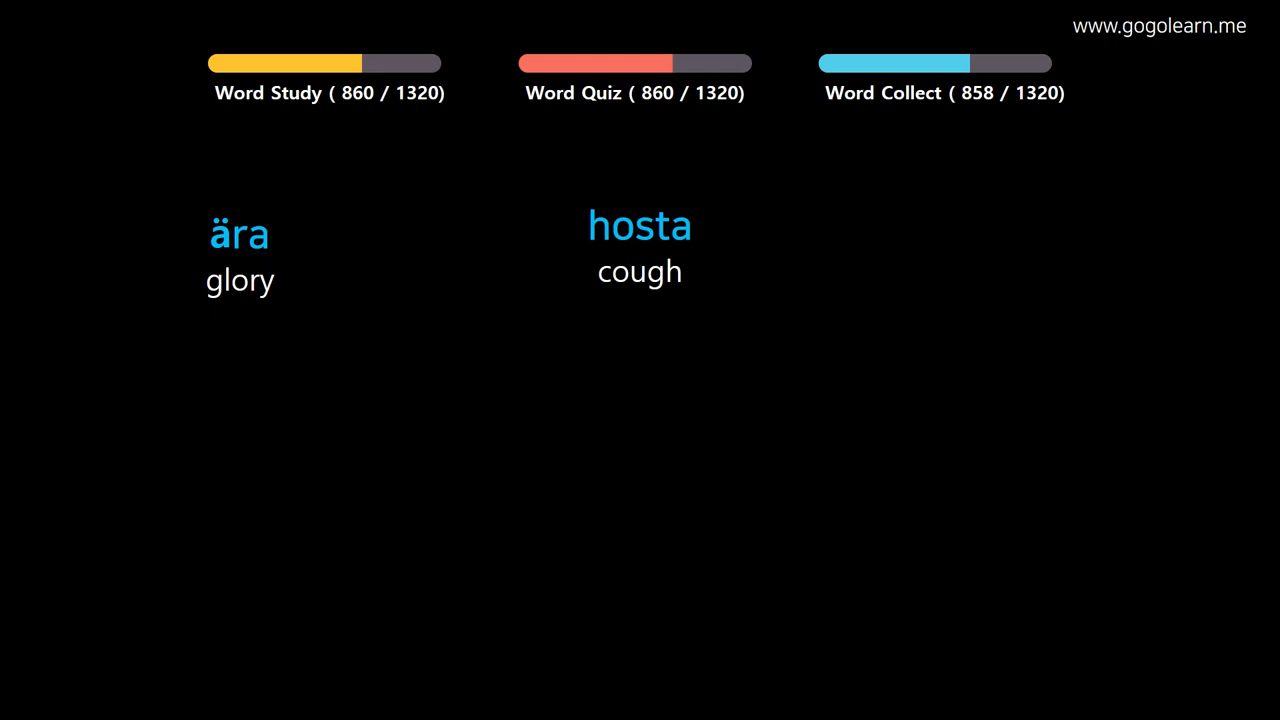 www.gogolearn.me
Word Study ( 860 / 1320)
Word Quiz ( 860 / 1320)
Word Collect ( 858 / 1320)
ära
glory
hosta
cough